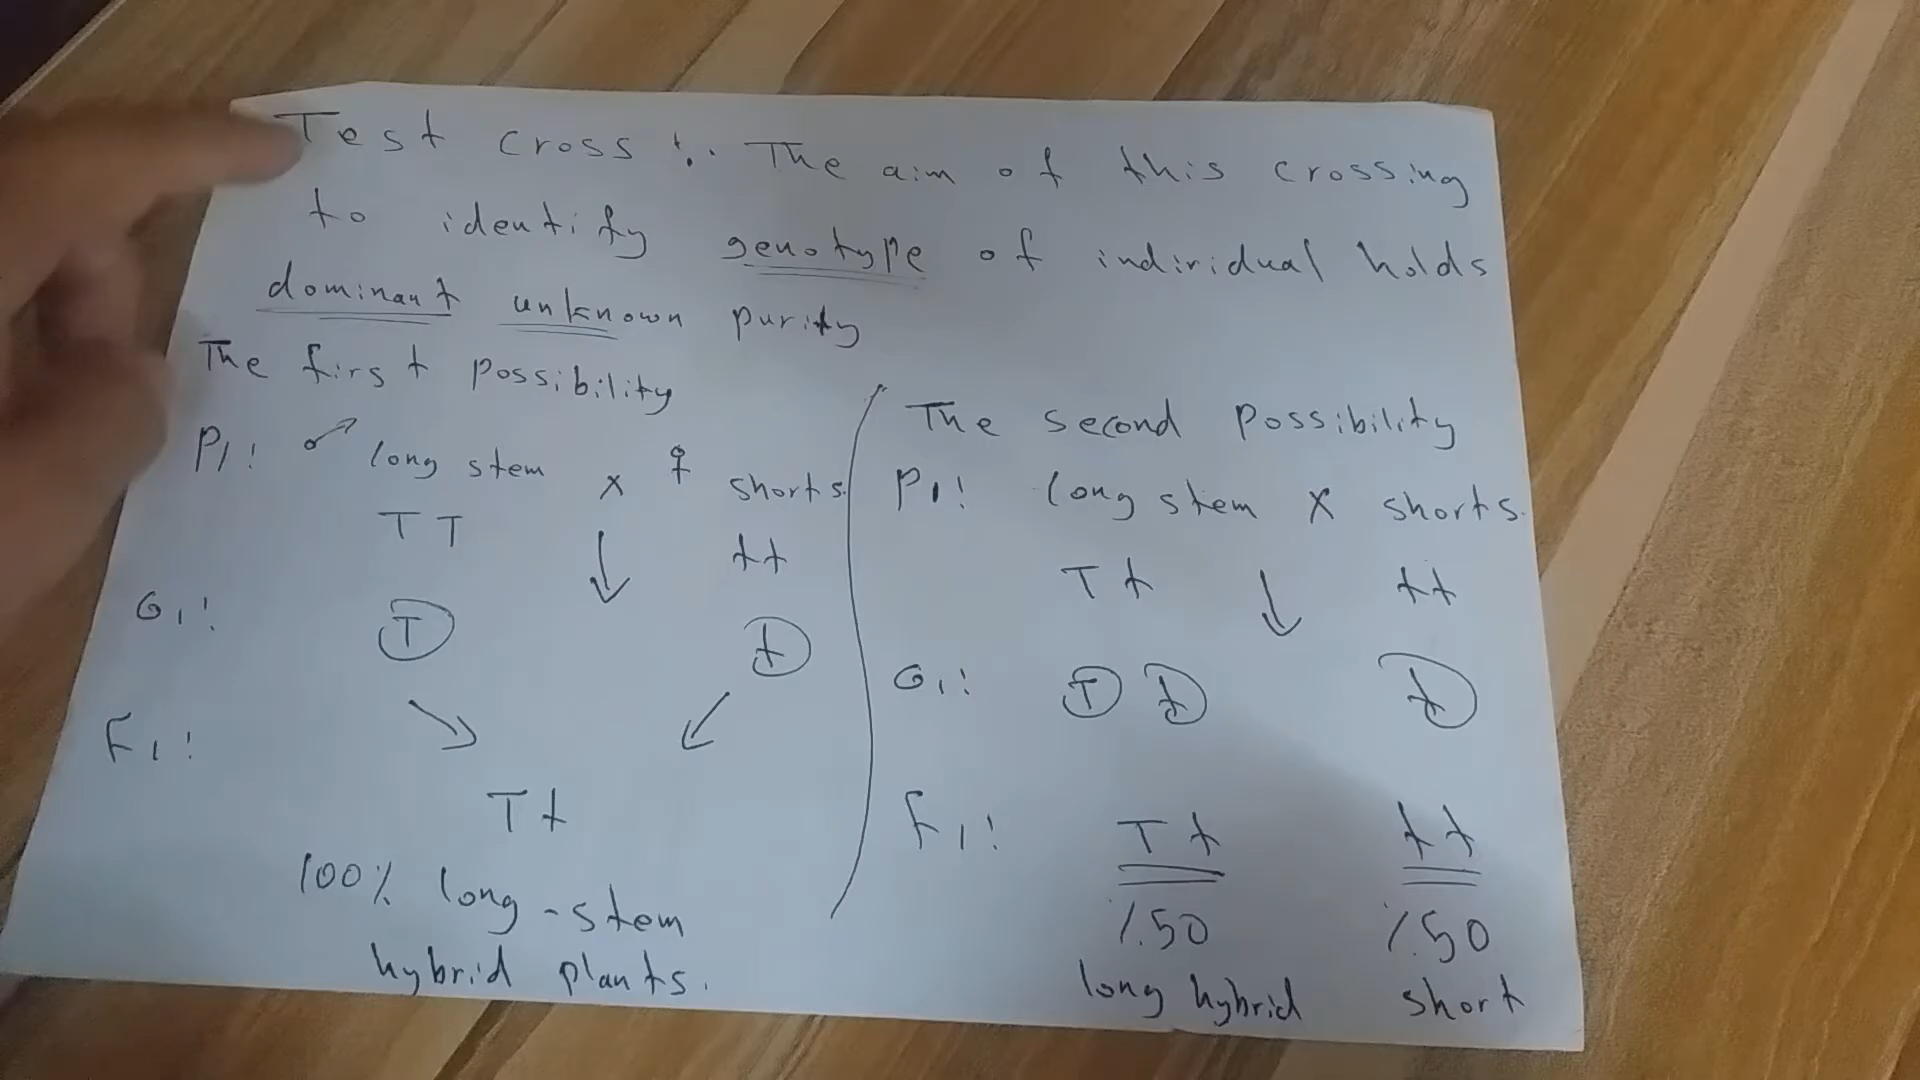 Test cross :. The aim of this crossing
to identify genotype of individual holds
dominant unknown purity
The first possibility
P1: ♂ long stem x ♀ short s.
TT tt
G1: T t
F1:
Tt
100% long-stem
hybrid plants.
The second possibility
P1: long stem x short s.
Tt tt
G1: T t t
F1: Tt tt
%50 %50
long hybrid short